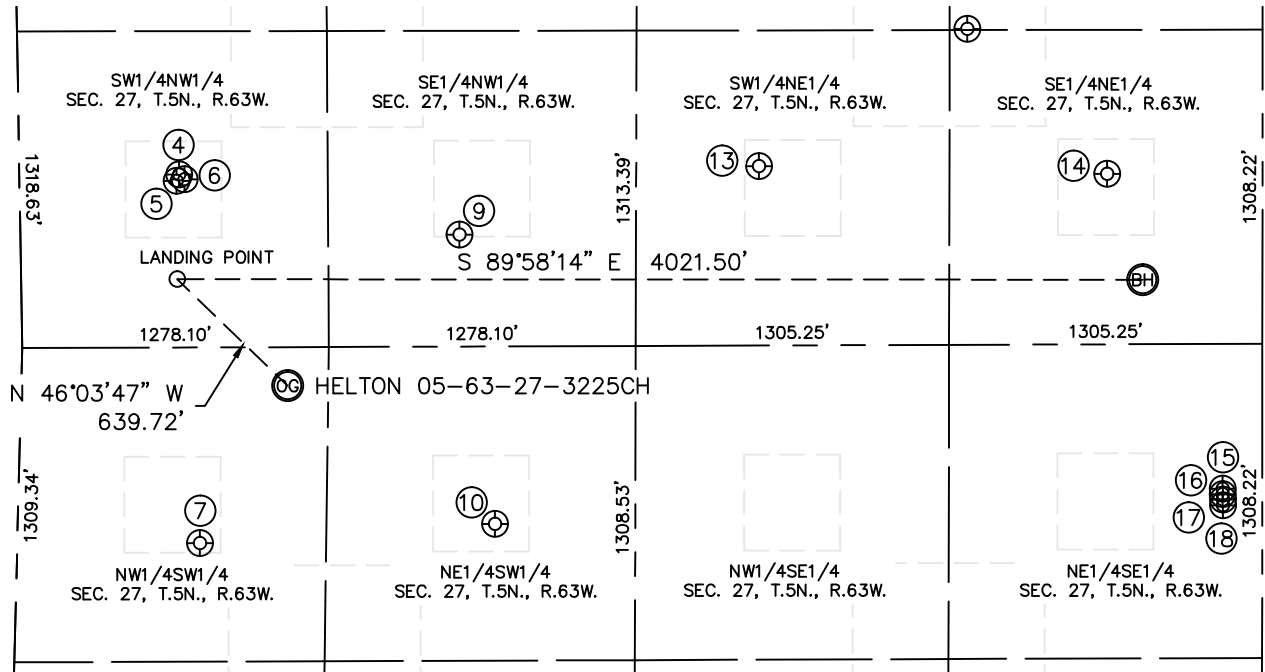 SW1/4NW1/4
SEC. 27, T.5N., R.63W.
SE1/4NW1/4
SEC. 27, T.5N., R.63W.
SW1/4NE1/4
SEC. 27, T.5N., R.63W.
SE1/4NE1/4
SEC. 27, T.5N., R.63W.
4
5
6
9
13
14
1318.63'
1313.39'
1308.22'
LANDING POINT
S 89°58'14" E 4021.50'
BH
1278.10'
1278.10'
1305.25'
1305.25'
N 46°03'47" W
639.72'
OG HELTON 05-63-27-3225CH
1309.34'
1308.53'
1308.22'
7
10
15
16
17
18
NW1/4SW1/4
SEC. 27, T.5N., R.63W.
NE1/4SW1/4
SEC. 27, T.5N., R.63W.
NW1/4SE1/4
SEC. 27, T.5N., R.63W.
NE1/4SE1/4
SEC. 27, T.5N., R.63W.